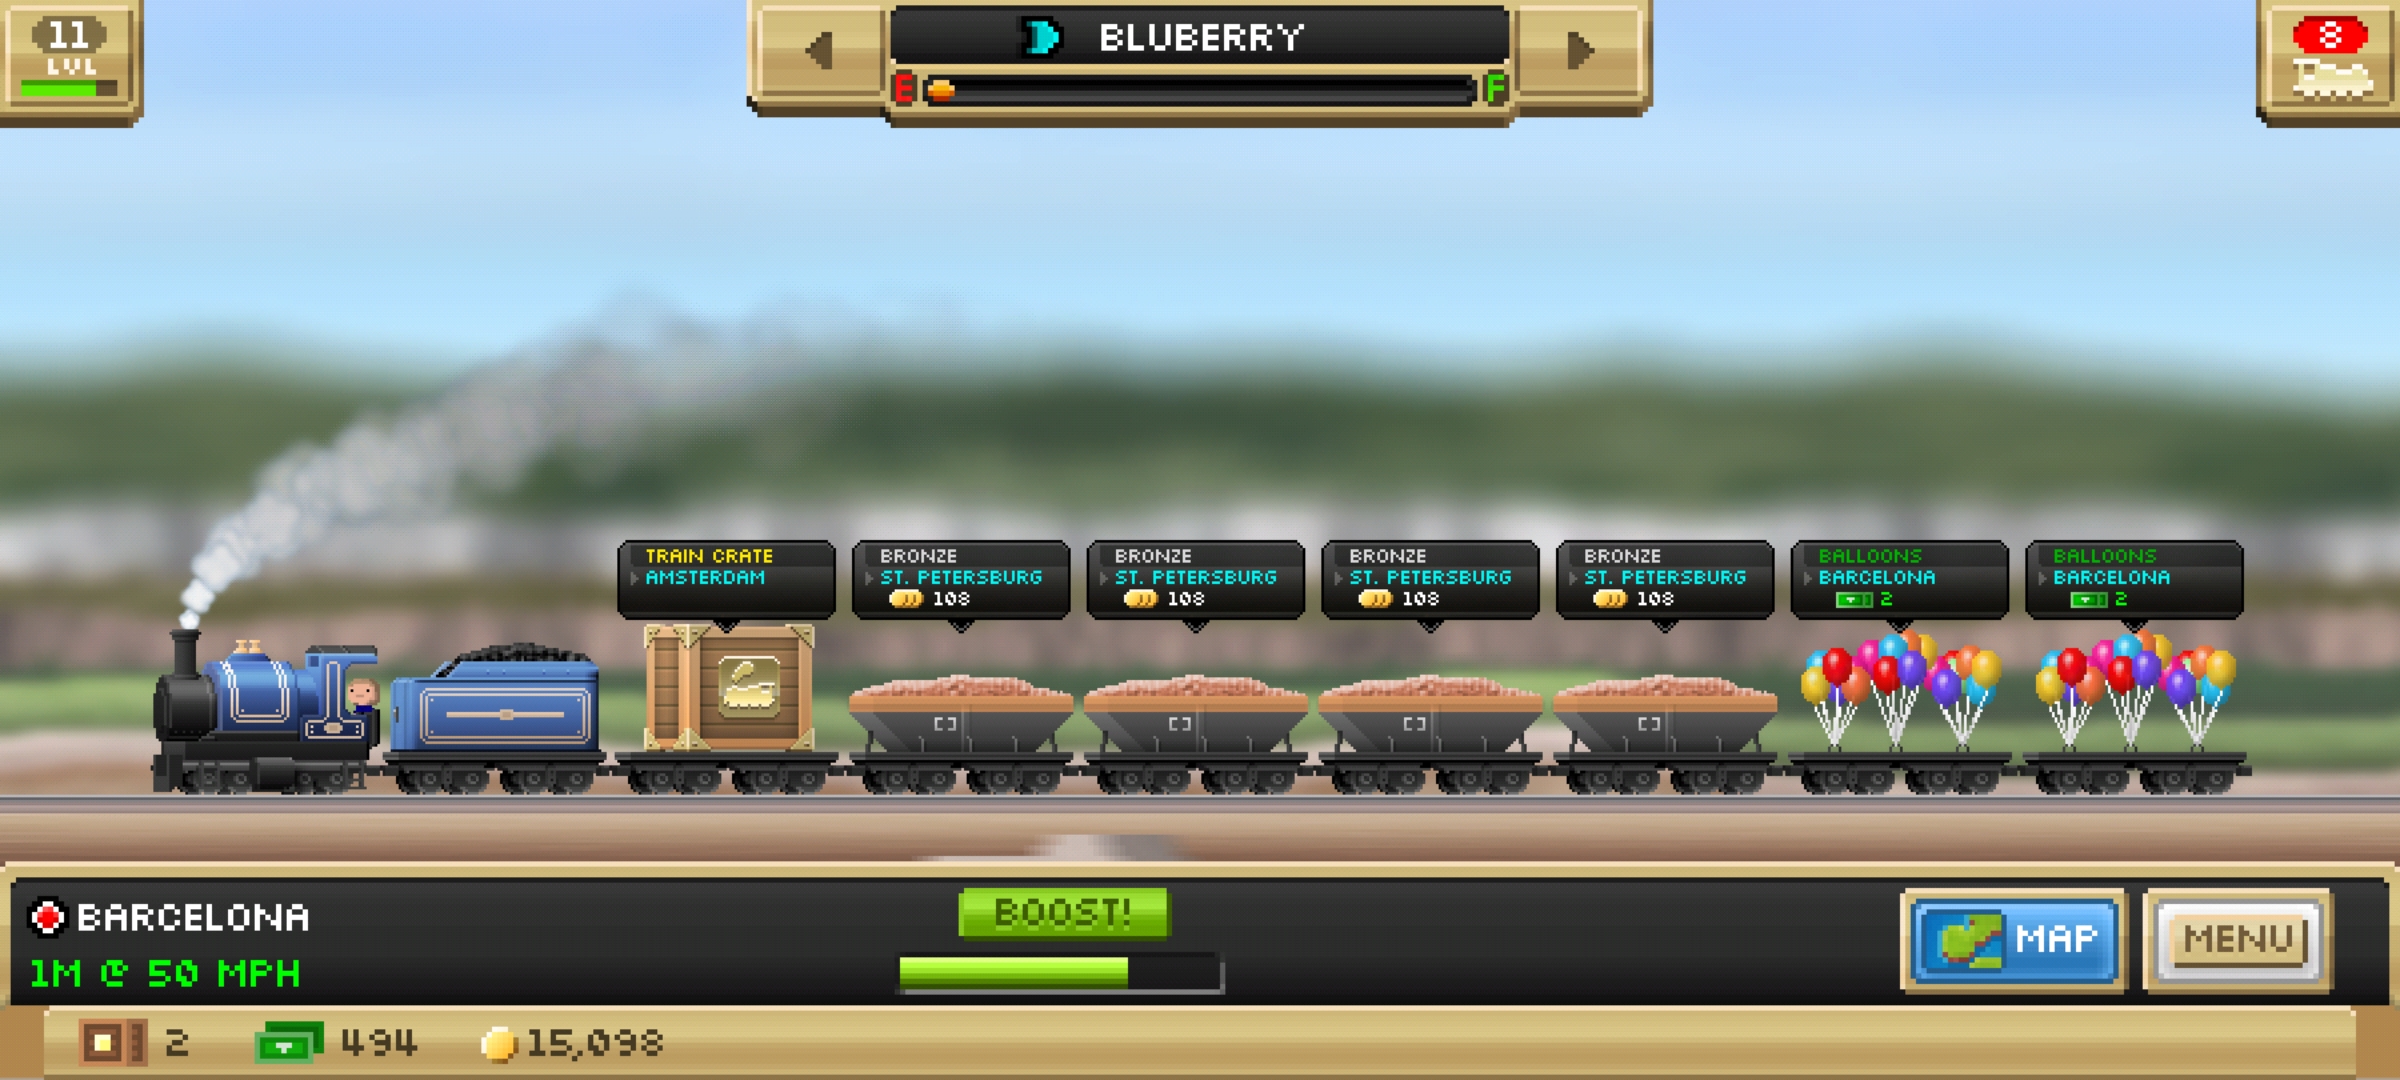 11
LVL
BLUBERRY
E
F
8
TRAIN CRATE
AMSTERDAM
BRONZE
ST. PETERSBURG
108
BRONZE
ST. PETERSBURG
108
BRONZE
ST. PETERSBURG
108
BRONZE
ST. PETERSBURG
108
BALLOONS
BARCELONA
2
BALLOONS
BARCELONA
2
BARCELONA
1M @ 50 MPH
BOOST!
MAP
MENU
2
494
15,098